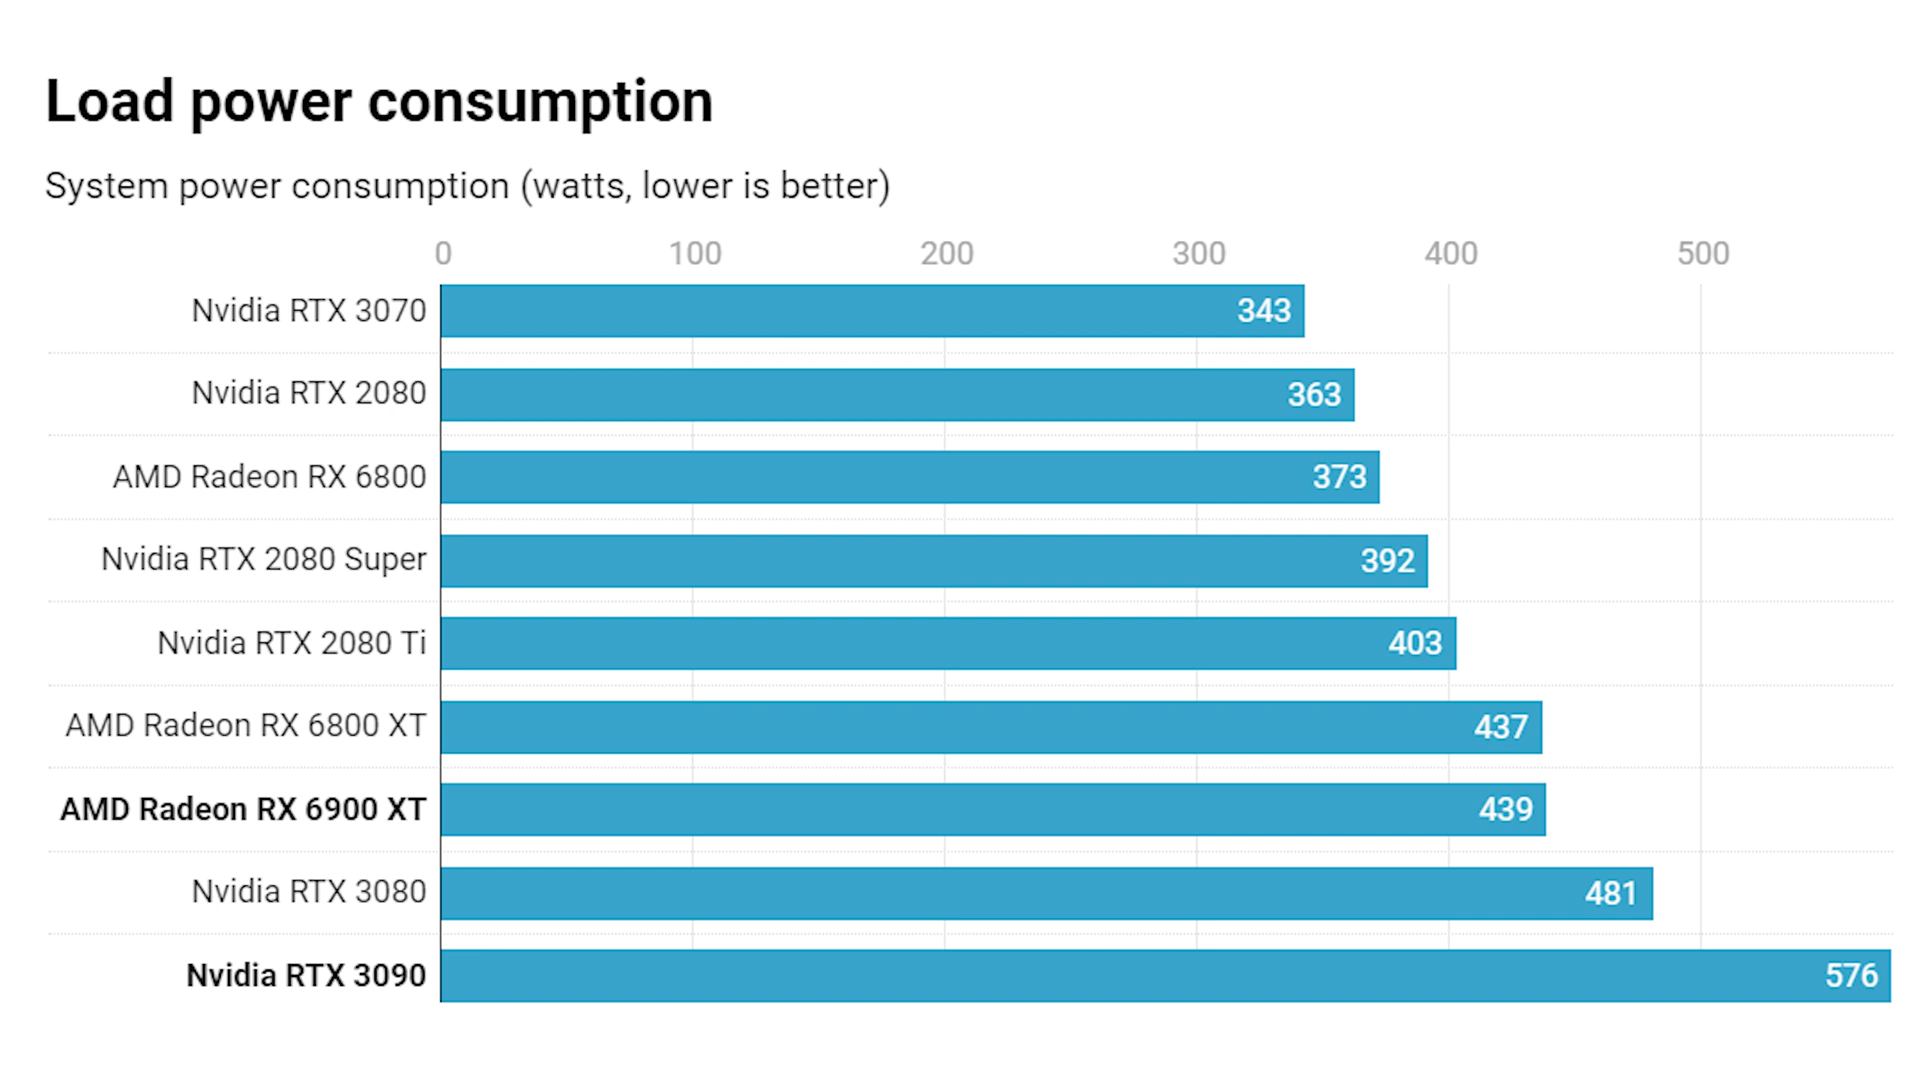 Load power consumption
System power consumption (watts, lower is better)
0 100 200 300 400 500
Nvidia RTX 3070 343
Nvidia RTX 2080 363
AMD Radeon RX 6800 373
Nvidia RTX 2080 Super 392
Nvidia RTX 2080 Ti 403
AMD Radeon RX 6800 XT 437
AMD Radeon RX 6900 XT 439
Nvidia RTX 3080 481
Nvidia RTX 3090 576